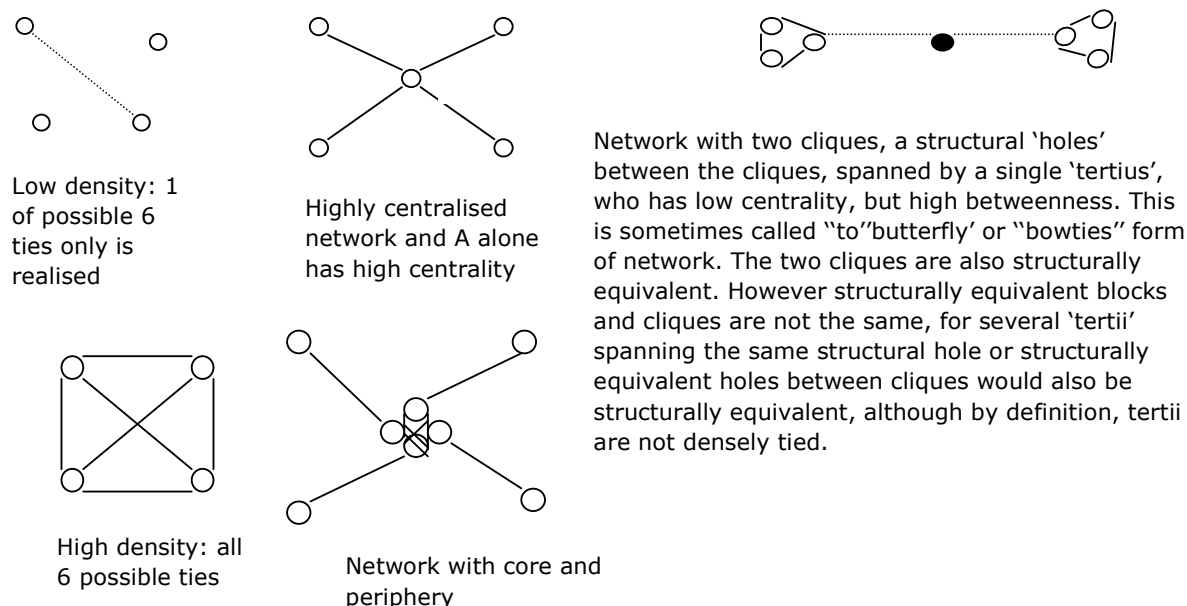 Low density: 1
of possible 6
ties only is
realised
Highly centralised
network and A alone
has high centrality
Network with two cliques, a structural ‘holes’
between the cliques, spanned by a single ‘tertius’,
who has low centrality, but high betweenness. This
is sometimes called ‘‘to’’butterfly’ or ‘‘bowties’’ form
of network. The two cliques are also structurally
equivalent. However structurally equivalent blocks
and cliques are not the same, for several ‘tertii’
spanning the same structural hole or structurally
equivalent holes between cliques would also be
structurally equivalent, although by definition, tertii
are not densely tied.
High density: all
6 possible ties
Network with core and
periphery